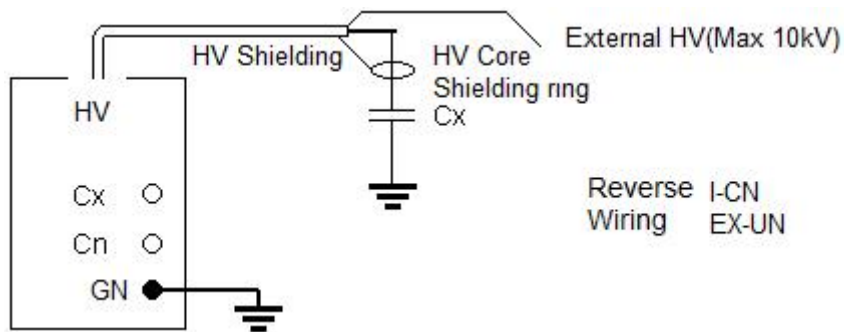 External HV(Max 10kV)
HV Shielding
HV Core
Shielding ring
Cx
HV
Cx
Cn
GN
Reverse I-CN
Wiring EX-UN